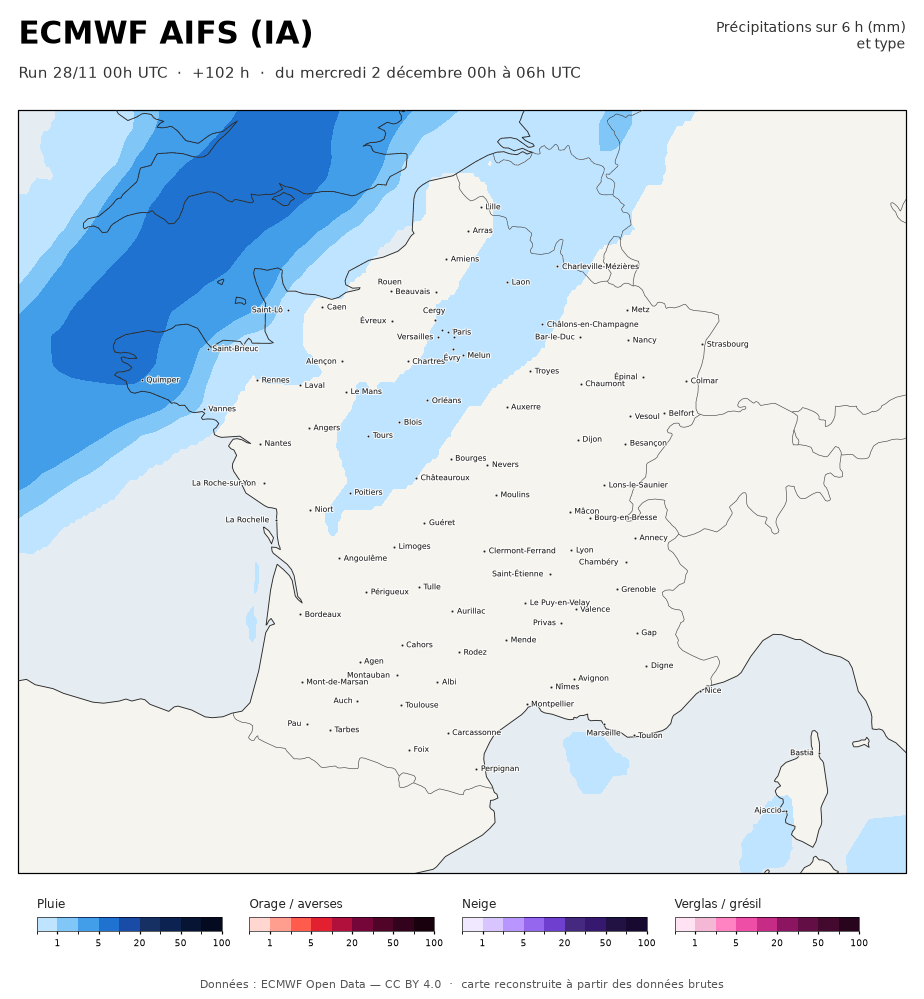 ECMWF AIFS (IA)
Précipitations sur 6 h (mm)
et type
Run 28/11 00h UTC · +102 h · du mercredi 2 décembre 00h à 06h UTC
Lille
Arras
Amiens
Charleville-Mézières
Laon
Rouen
Beauvais
Saint-Lô
Caen
Cergy
Metz
Évreux
Châlons-en-Champagne
Paris
Versailles
Bar-le-Duc
Nancy
Strasbourg
Saint-Brieuc
Évry
Melun
Alençon
Chartres
Troyes
Épinal
Quimper
Rennes
Laval
Chaumont
Colmar
Le Mans
Orléans
Vannes
Auxerre
Vesoul
Belfort
Blois
Angers
Tours
Nantes
Dijon
Besançon
Bourges
Nevers
Châteauroux
La Roche-sur-Yon
Lons-le-Saunier
Poitiers
Moulins
Niort
Mâcon
La Rochelle
Bourg-en-Bresse
Guéret
Annecy
Limoges
Clermont-Ferrand
Lyon
Angoulême
Chambéry
Saint-Étienne
Périgueux
Tulle
Grenoble
Le Puy-en-Velay
Bordeaux
Aurillac
Valence
Privas
Gap
Mende
Cahors
Rodez
Agen
Digne
Montauban
Mont-de-Marsan
Albi
Avignon
Nîmes
Nice
Auch
Toulouse
Montpellier
Pau
Tarbes
Carcassonne
Marseille
Toulon
Foix
Bastia
Perpignan
Ajaccio
Pluie
1 5 20 50 100
Orage / averses
1 5 20 50 100
Neige
1 5 20 50 100
Verglas / grésil
1 5 20 50 100
Données : ECMWF Open Data — CC BY 4.0 · carte reconstruite à partir des données brutes